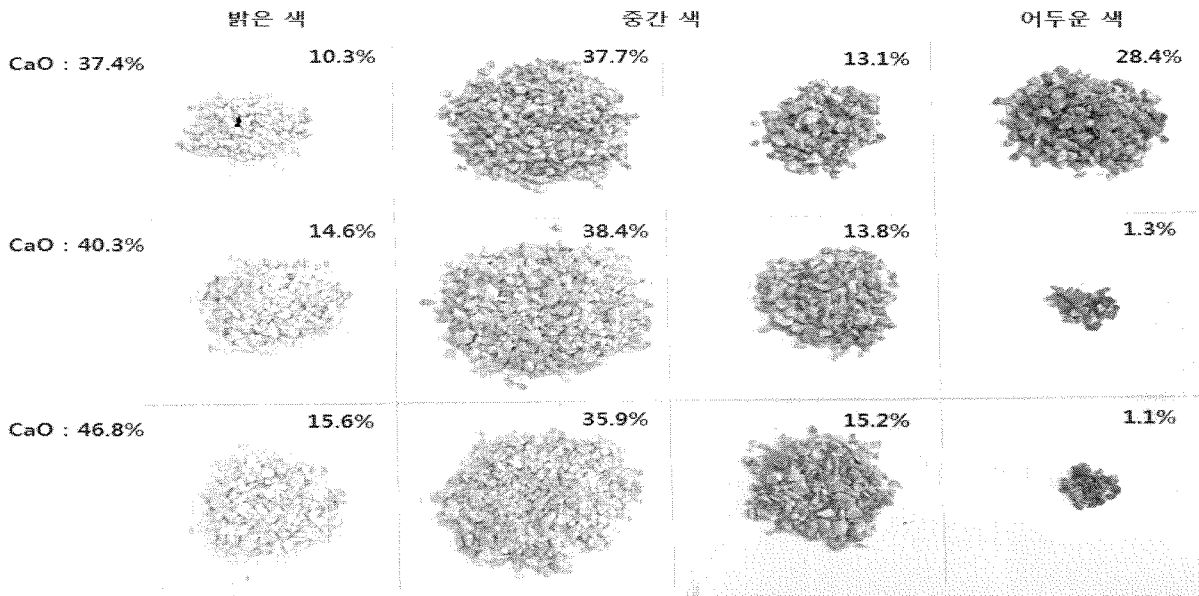 밝은 색 중간 색 어두운 색
CaO : 37.4% 10.3% 37.7% 13.1% 28.4%
CaO : 40.3% 14.6% 38.4% 13.8% 1.3%
CaO : 46.8% 15.6% 35.9% 15.2% 1.1%